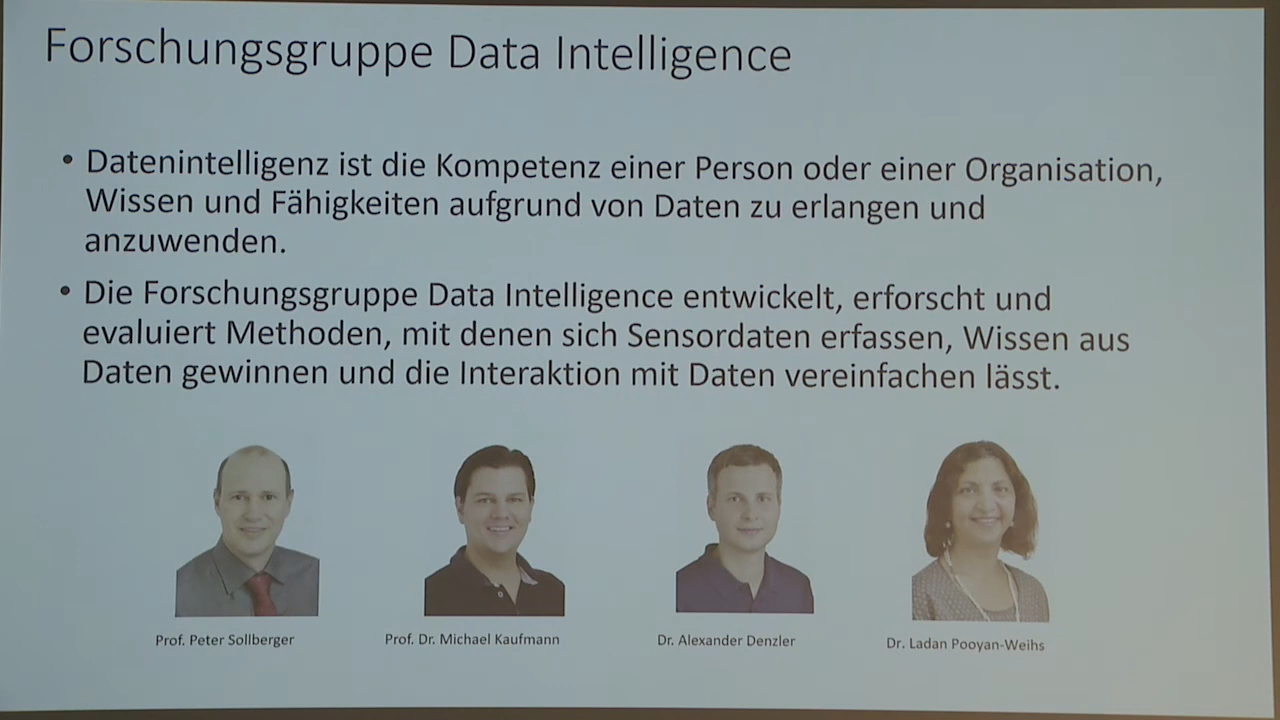 Forschungsgruppe Data Intelligence
• Datenintelligenz ist die Kompetenz einer Person oder einer Organisation,
Wissen und Fähigkeiten aufgrund von Daten zu erlangen und
anzuwenden.
• Die Forschungsgruppe Data Intelligence entwickelt, erforscht und
evaluiert Methoden, mit denen sich Sensordaten erfassen, Wissen aus
Daten gewinnen und die Interaktion mit Daten vereinfachen lässt.
Prof. Peter Sollberger
Prof. Dr. Michael Kaufmann
Dr. Alexander Denzler
Dr. Ladan Pooyan-Weihs